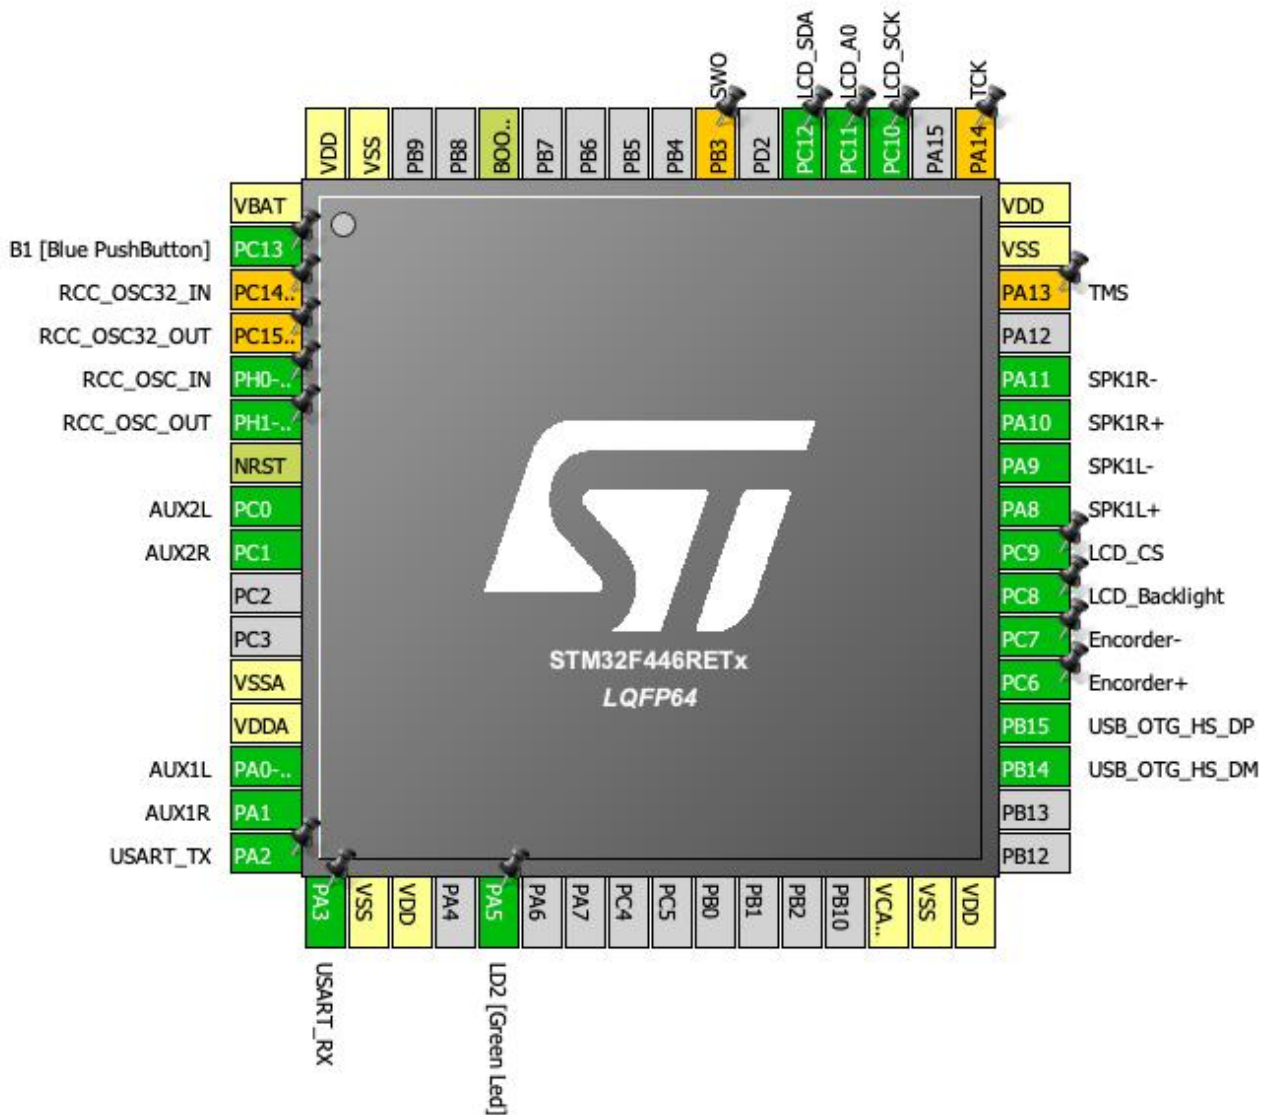 SWO
LCD_SDA
LCD_A0
LCD_SCK
TCK
VDD
VSS
PB9
PB8
BOO..
PB7
PB6
PB5
PB4
PB3
PD2
PC12
PC11
PC10
PA15
PA14
VBAT
B1 [Blue PushButton] PC13
RCC_OSC32_IN PC14..
RCC_OSC32_OUT PC15..
RCC_OSC_IN PH0-..
RCC_OSC_OUT PH1-..
NRST
AUX2L PC0
AUX2R PC1
PC2
PC3
VSSA
VDDA
AUX1L PA0-..
AUX1R PA1
USART_TX PA2
STM32F446RETx
LQFP64
VDD
VSS
PA13 TMS
PA12
PA11 SPK1R-
PA10 SPK1R+
PA9 SPK1L-
PA8 SPK1L+
PC9 LCD_CS
PC8 LCD_Backlight
PC7 Encorder-
PC6 Encorder+
PB15 USB_OTG_HS_DP
PB14 USB_OTG_HS_DM
PB13
PB12
PA3
VSS
VDD
PA4
PA5
PA6
PA7
PC4
PC5
PB0
PB1
PB2
PB10
VCA..
VSS
VDD
USART_RX
LD2 [Green Led]